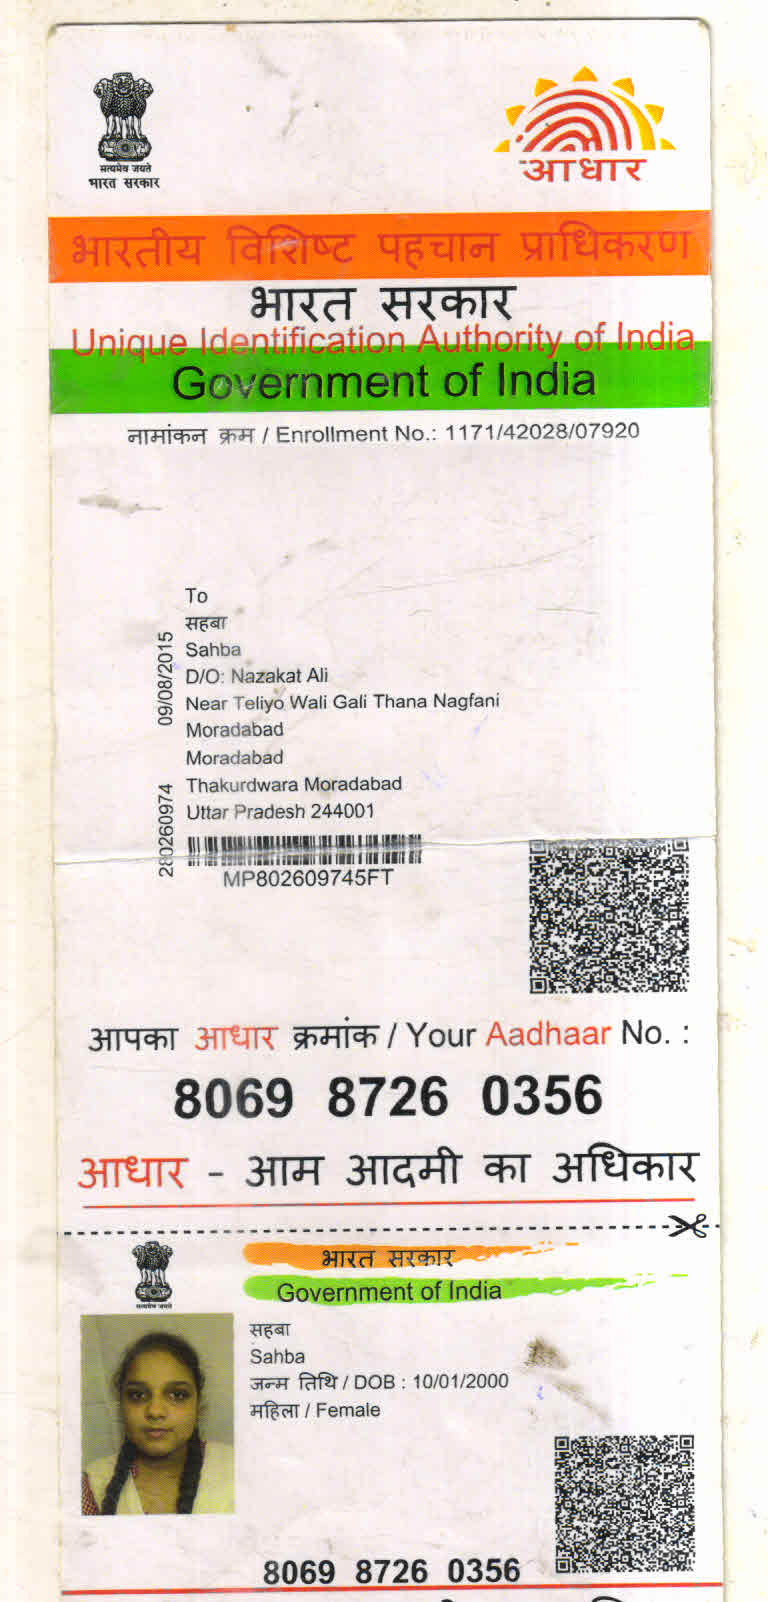 सत्यमेव जयते
भारत सरकार
आधार
भारतीय विशिष्ट पहचान प्राधिकरण
भारत सरकार
Unique Identification Authority of India
Government of India
नामांकन क्रम / Enrollment No.: 1171/42028/07920
To
सहबा
Sahba
D/O: Nazakat Ali
Near Teliyo Wali Gali Thana Nagfani
Moradabad
Moradabad
Thakurdwara Moradabad
Uttar Pradesh 244001
09/08/2015
280260974
MP802609745FT
आपका आधार क्रमांक / Your Aadhaar No. :
8069 8726 0356
आधार - आम आदमी का अधिकार
सत्यमेव जयते
भारत सरकार
Government of India
सहबा
Sahba
जन्म तिथि / DOB : 10/01/2000
महिला / Female
8069 8726 0356